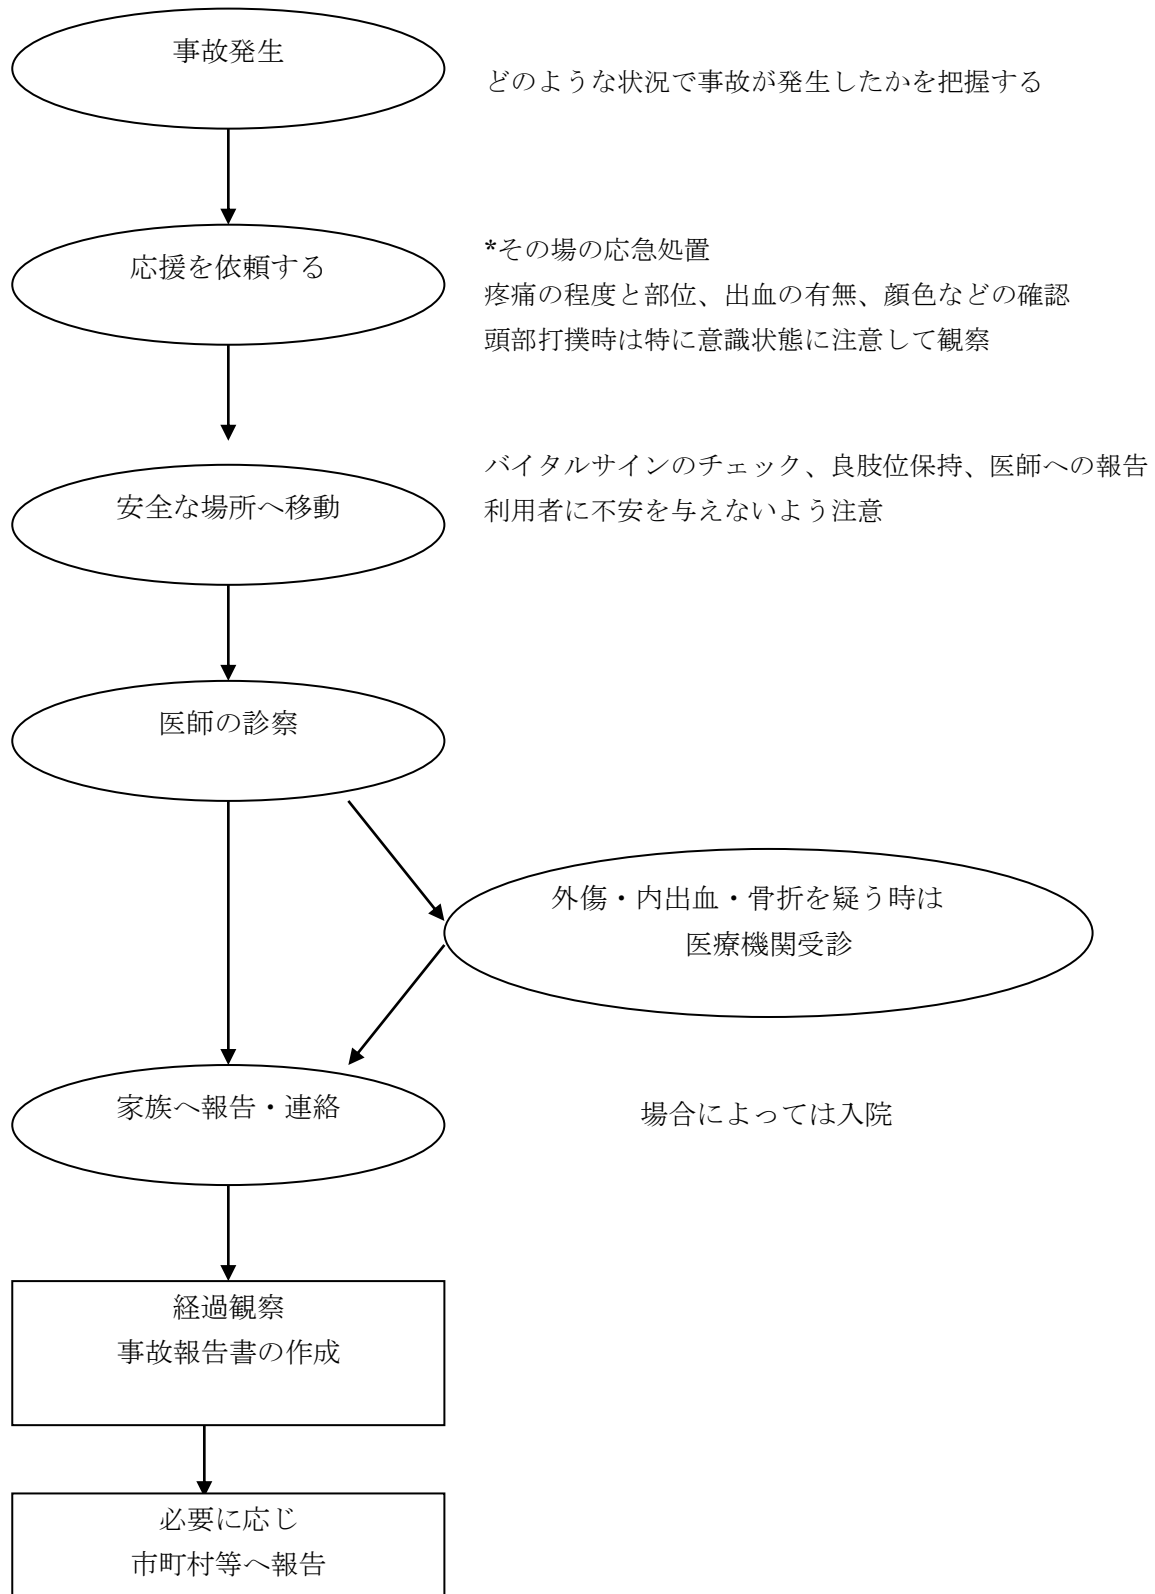 事故発生
どのような状況で事故が発生したかを把握する
応援を依頼する
*その場の応急処置
疼痛の程度と部位、出血の有無、顔色などの確認
頭部打撲時は特に意識状態に注意して観察
安全な場所へ移動
バイタルサインのチェック、良肢位保持、医師への報告
利用者に不安を与えないよう注意
医師の診察
外傷・内出血・骨折を疑う時は
医療機関受診
家族へ報告・連絡
場合によっては入院
経過観察
事故報告書の作成
必要に応じ
市町村等へ報告